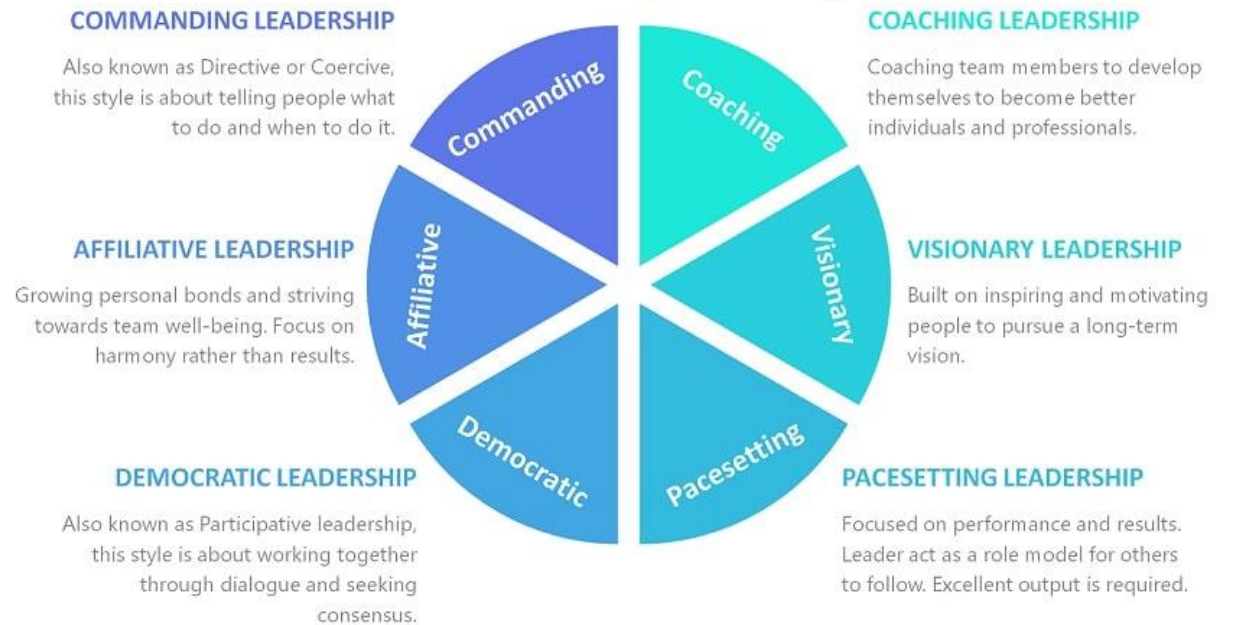 COMMANDING LEADERSHIP
Also known as Directive or Coercive,
this style is about telling people what
to do and when to do it.
AFFILIATIVE LEADERSHIP
Growing personal bonds and striving
towards team well-being. Focus on
harmony rather than results.
DEMOCRATIC LEADERSHIP
Also known as Participative leadership,
this style is about working together
through dialogue and seeking
consensus.
Commanding
Coaching
Affiliative
Visionary
Democratic
Pacesetting
COACHING LEADERSHIP
Coaching team members to develop
themselves to become better
individuals and professionals.
VISIONARY LEADERSHIP
Built on inspiring and motivating
people to pursue a long-term
vision.
PACESETTING LEADERSHIP
Focused on performance and results.
Leader act as a role model for others
to follow. Excellent output is required.